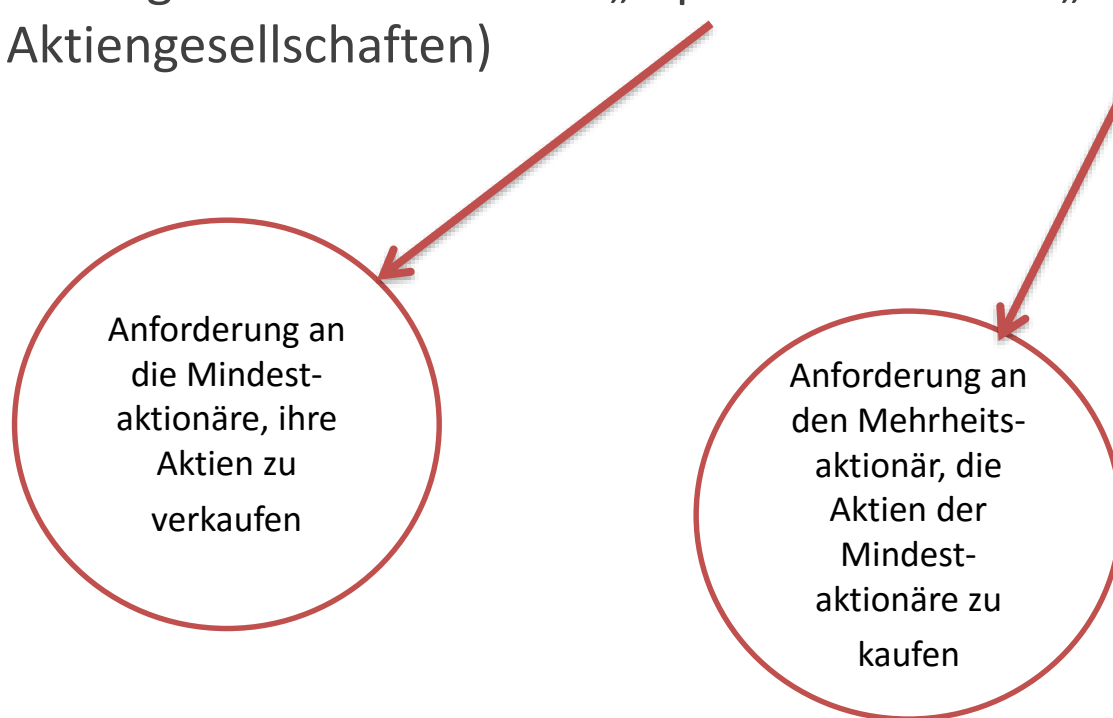 Aktiengesellschaften)
Anforderung an
die Mindest-
aktionäre, ihre
Aktien zu
verkaufen
Anforderung an
den Mehrheits-
aktionär, die
Aktien der
Mindest-
aktionäre zu
kaufen